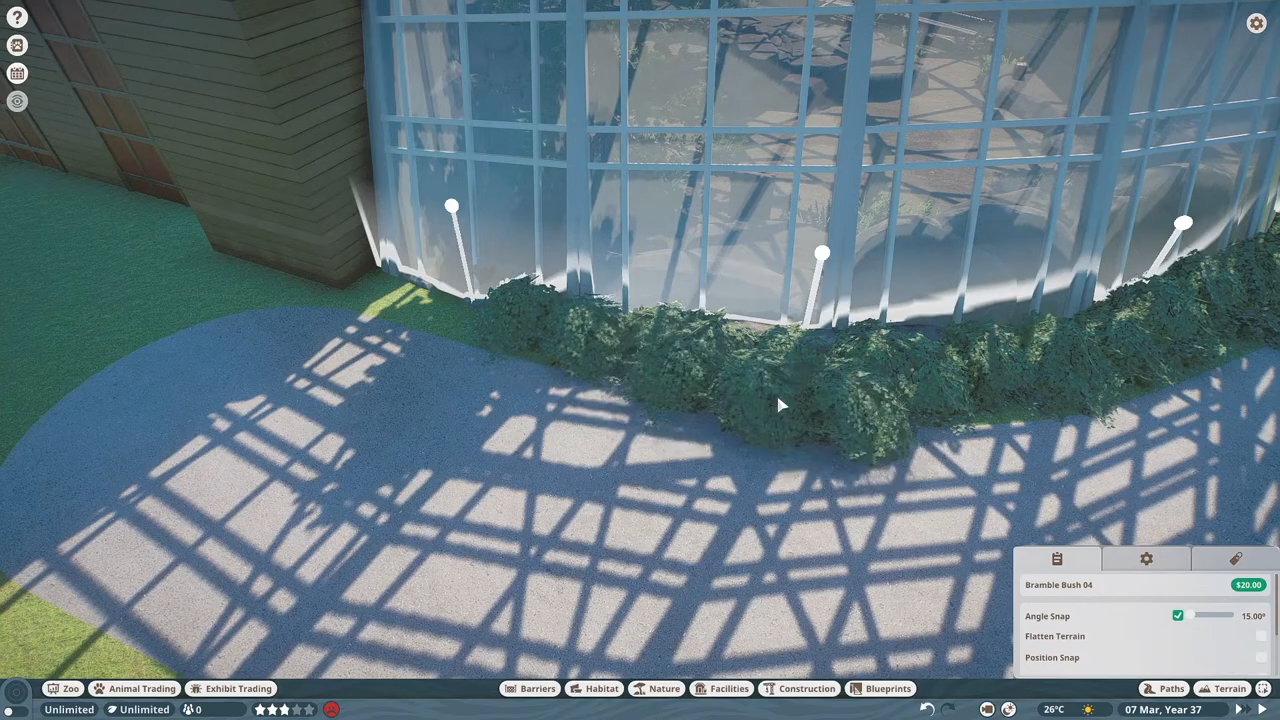 ?
Bramble Bush 04 $20.00
Angle Snap 15.00°
Flatten Terrain
Position Snap
Zoo Animal Trading Exhibit Trading Barriers Habitat Nature Facilities Construction Blueprints Paths Terrain
Unlimited Unlimited 0 26°C 07 Mar, Year 37